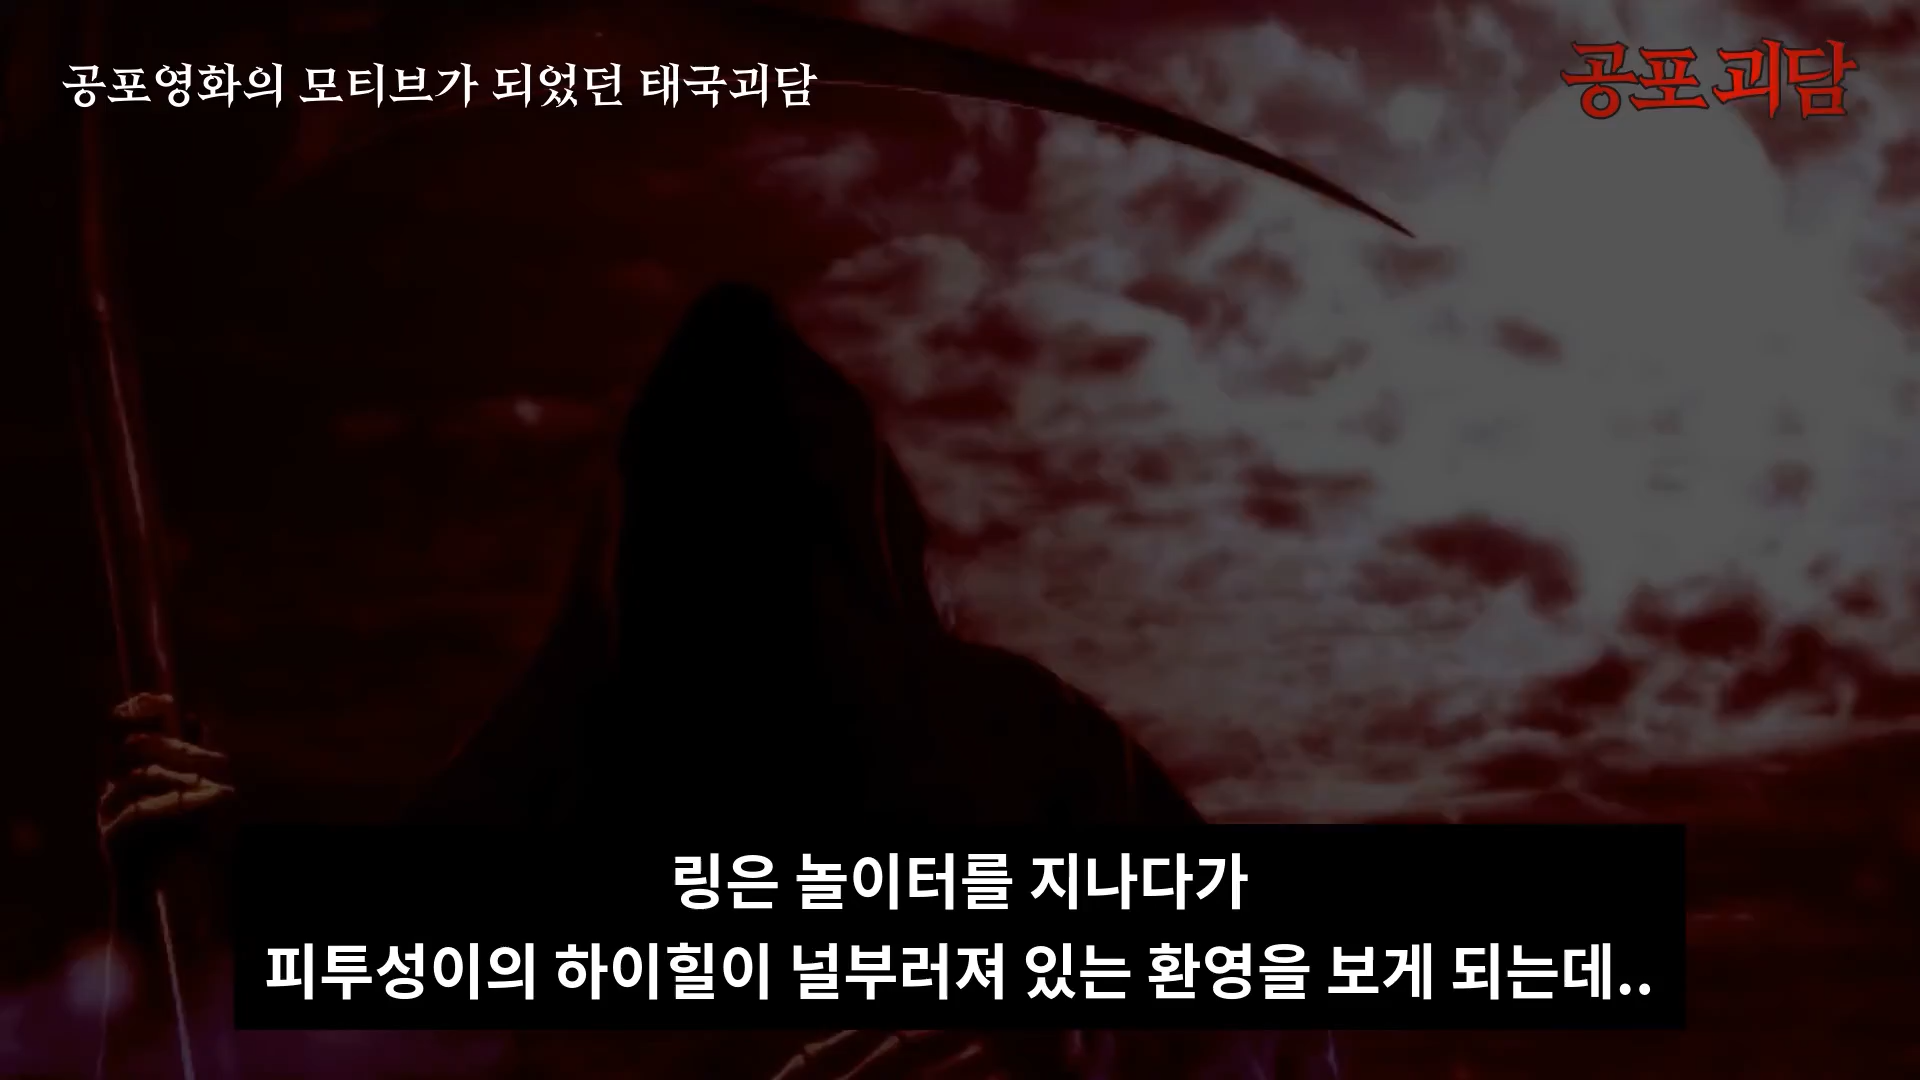 공포영화의 모티브가 되었던 태국괴담
공포 괴담
링은 놀이터를 지나다가
피투성이의 하이힐이 널부러져 있는 환영을 보게 되는데..